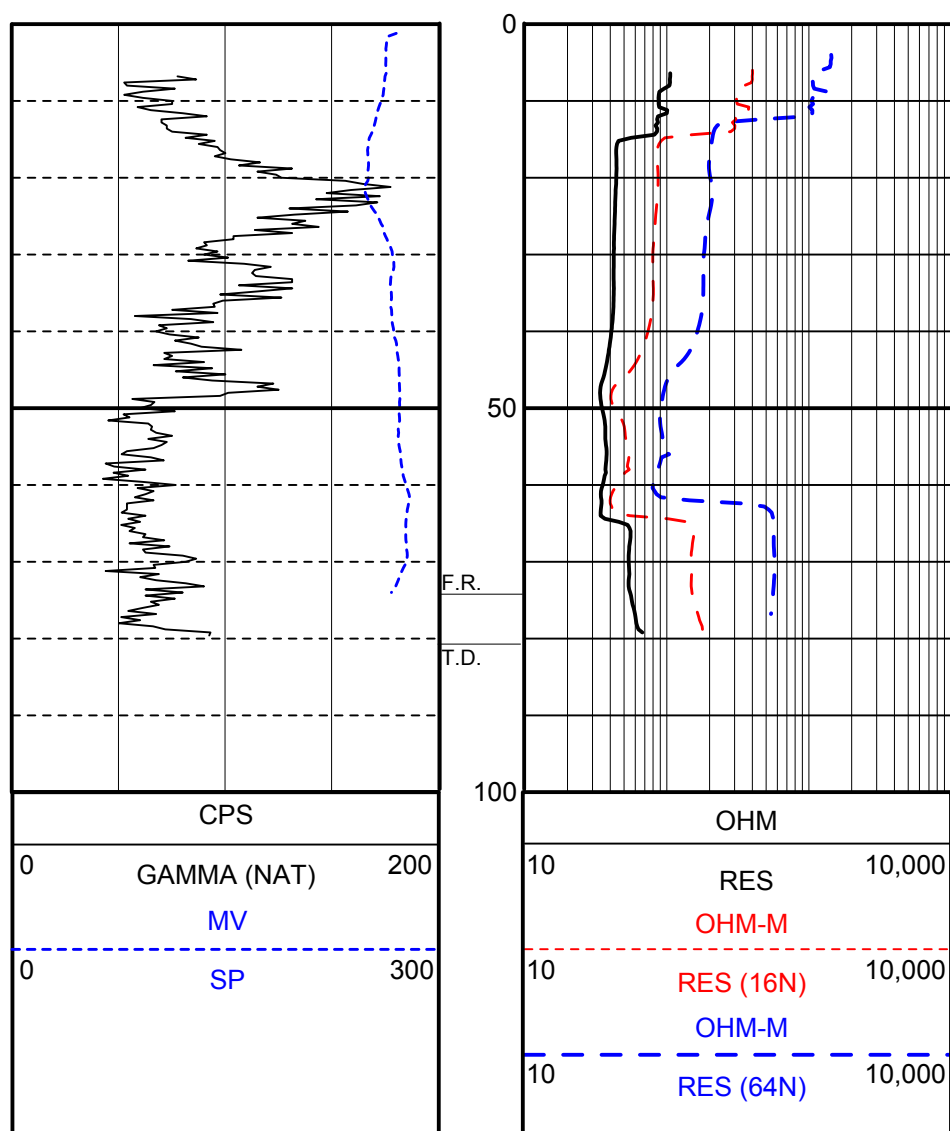 0
50
F.R.
T.D.
100
CPS
0 200
GAMMA (NAT)
MV
0 300
SP
OHM
10 10,000
RES
OHM-M
10 10,000
RES (16N)
OHM-M
10 10,000
RES (64N)